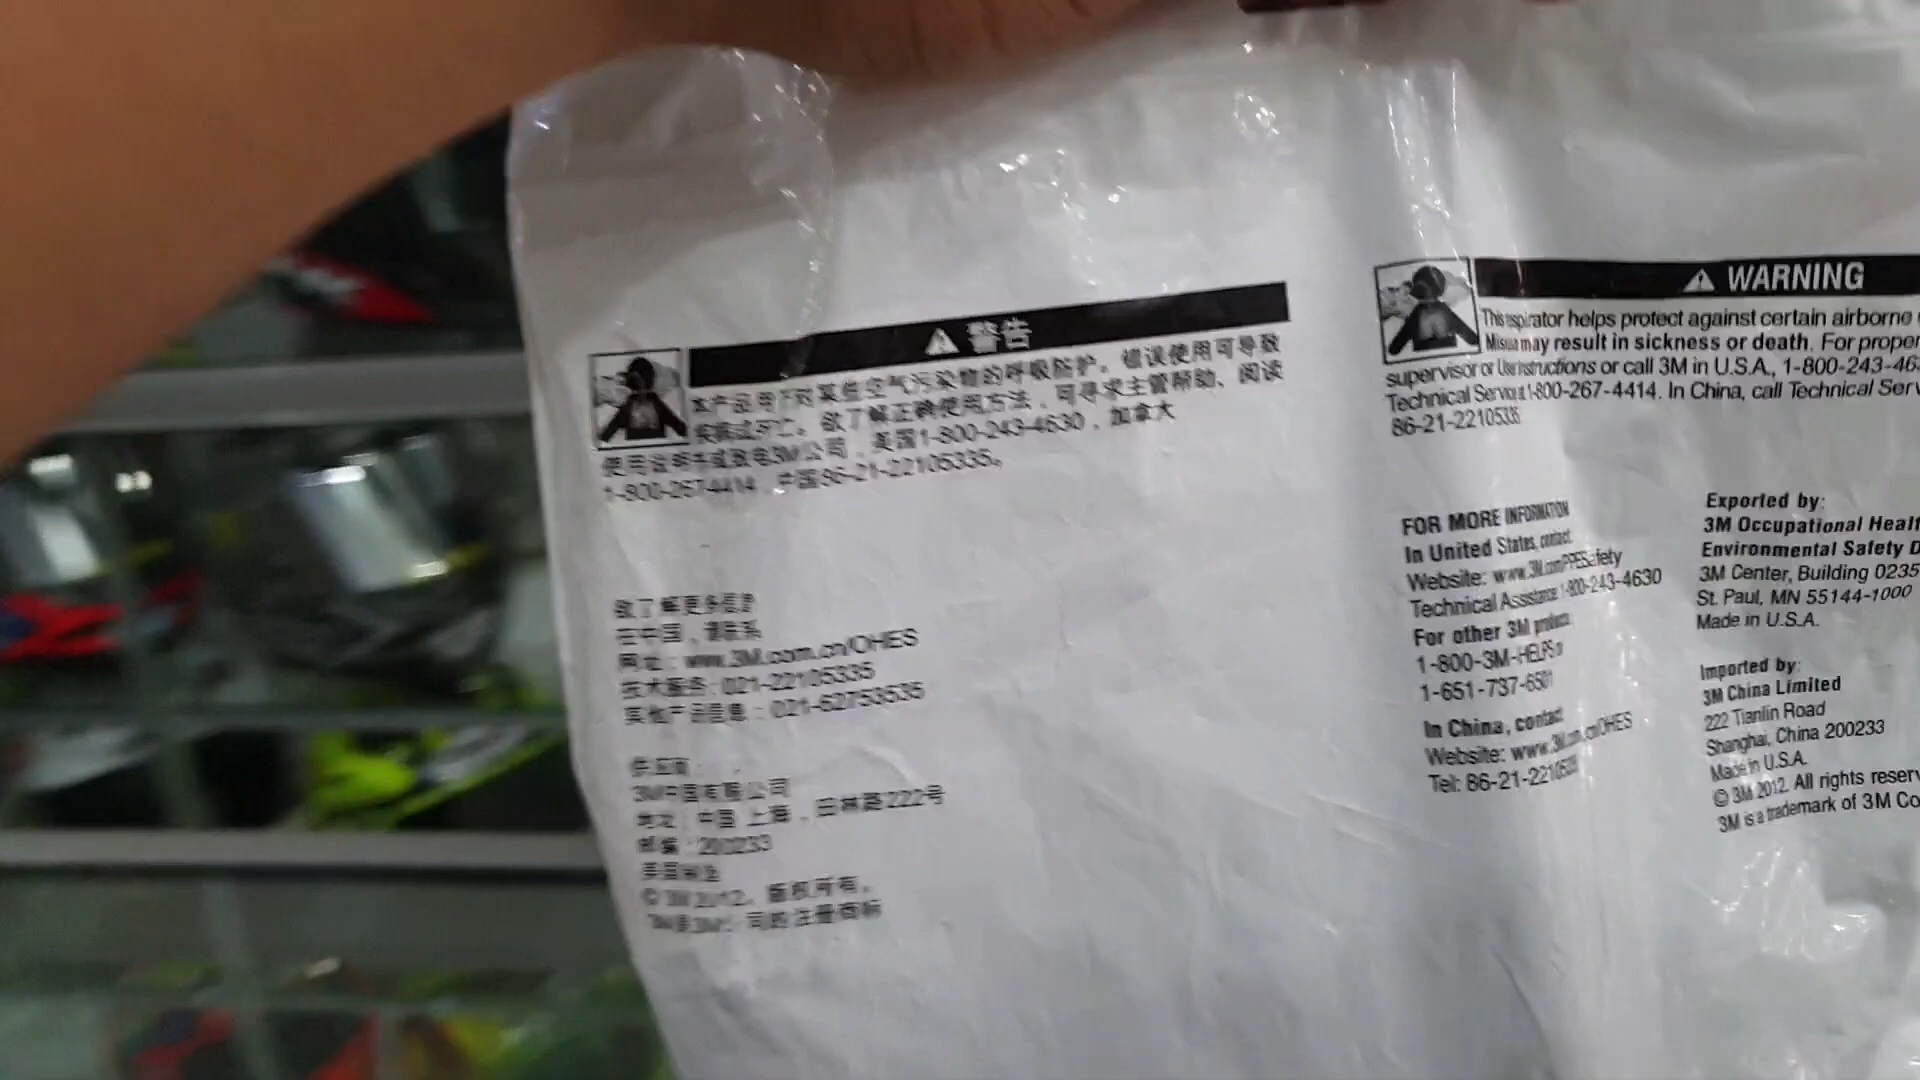 警告
本产品用于对某些空气污染物的呼吸防护。错误使用可导致
疾病或死亡。欲了解正确使用方法，可寻求主管帮助、阅读
使用说明书或致电3M公司，美国1-800-243-4630，加拿大
1-800-267-4414，中国86-21-22105335。
欲了解更多信息
在中国，请联系
网址：www.3M.com.cn/OHES
技术服务：021-22105335
其他产品信息：021-62753535
供应商：
3M中国有限公司
地址：中国 上海，田林路222号
邮编：200233
美国制造
©3M 2012。版权所有。
3M是3M公司的注册商标
WARNING
This respirator helps protect against certain airborne
Misuse may result in sickness or death. For proper
supervisor or User Instructions or call 3M in U.S.A., 1-800-243-46
Technical Service at 1-800-267-4414. In China, call Technical Serv
86-21-22105335
FOR MORE INFORMATION
In United States, contact
Website: www.3M.com/PPESafety
Technical Assistance: 1-800-243-4630
For other 3M products
1-800-3M-HELPS or
1-651-737-6501
In China, contact
Website: www.3M.com.cn/OHES
Tel: 86-21-22105335
Exported by:
3M Occupational Healt
Environmental Safety D
3M Center, Building 0235
St. Paul, MN 55144-1000
Made in U.S.A.
Imported by:
3M China Limited
222 Tianlin Road
Shanghai, China 200233
Made in U.S.A.
© 3M 2012. All rights reserv
3M is a trademark of 3M Co